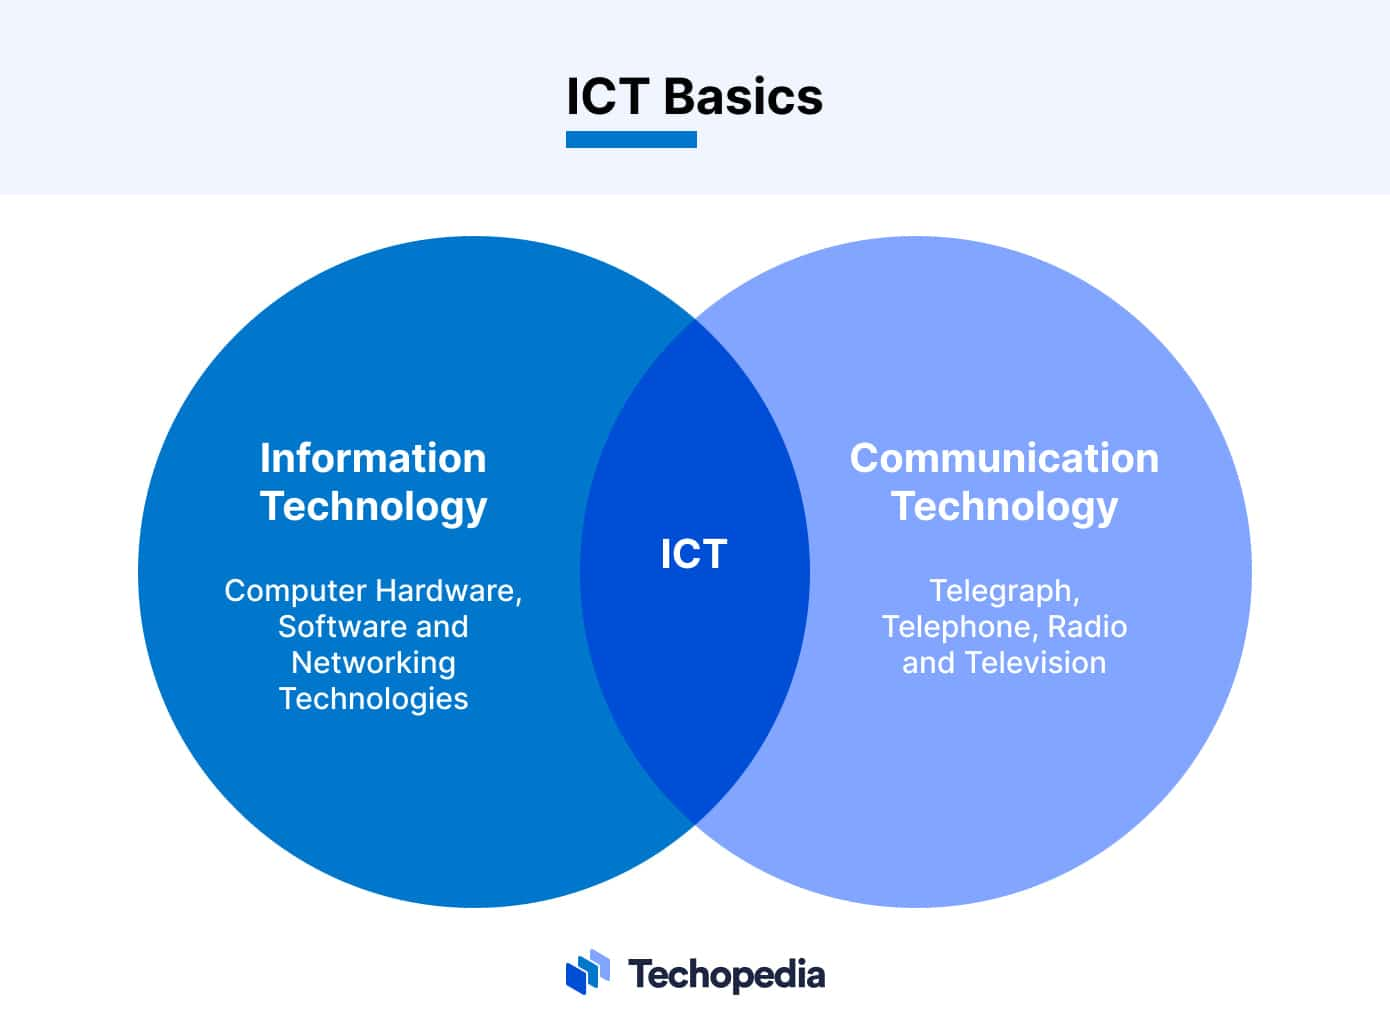 ICT Basics
Information
Technology
Computer Hardware,
Software and
Networking
Technologies
ICT
Communication
Technology
Telegraph,
Telephone, Radio
and Television
Techopedia